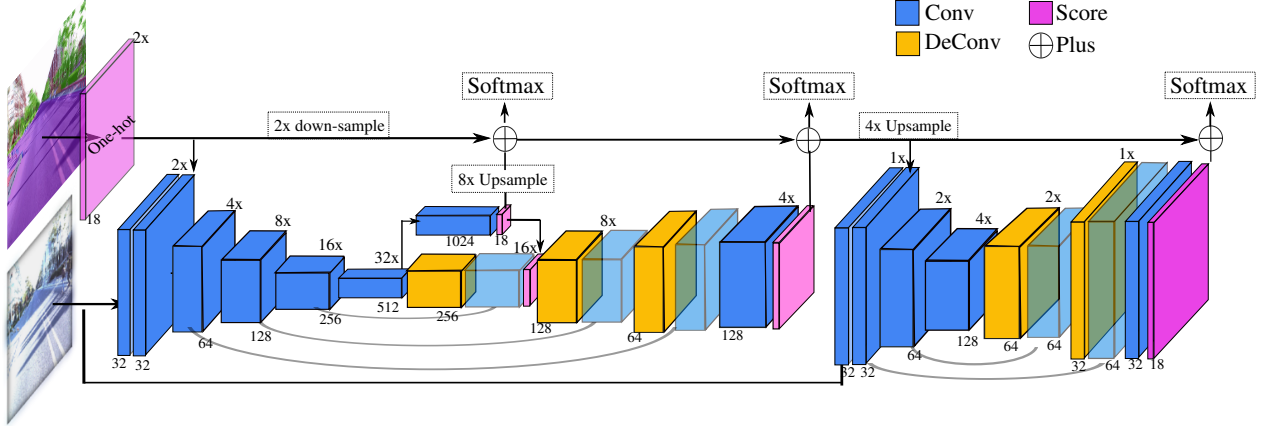 Conv
Score
DeConv
Plus
2x
Softmax
Softmax
Softmax
One-hot
2x down-sample
4x Upsample
2x
8x Upsample
1x
1x
18
4x
8x
16x
32x
1024
18
16x
8x
4x
2x
4x
2x
32
32
64
128
256
512
256
128
64
128
32
32
64
128
64
64
32
64
32
18